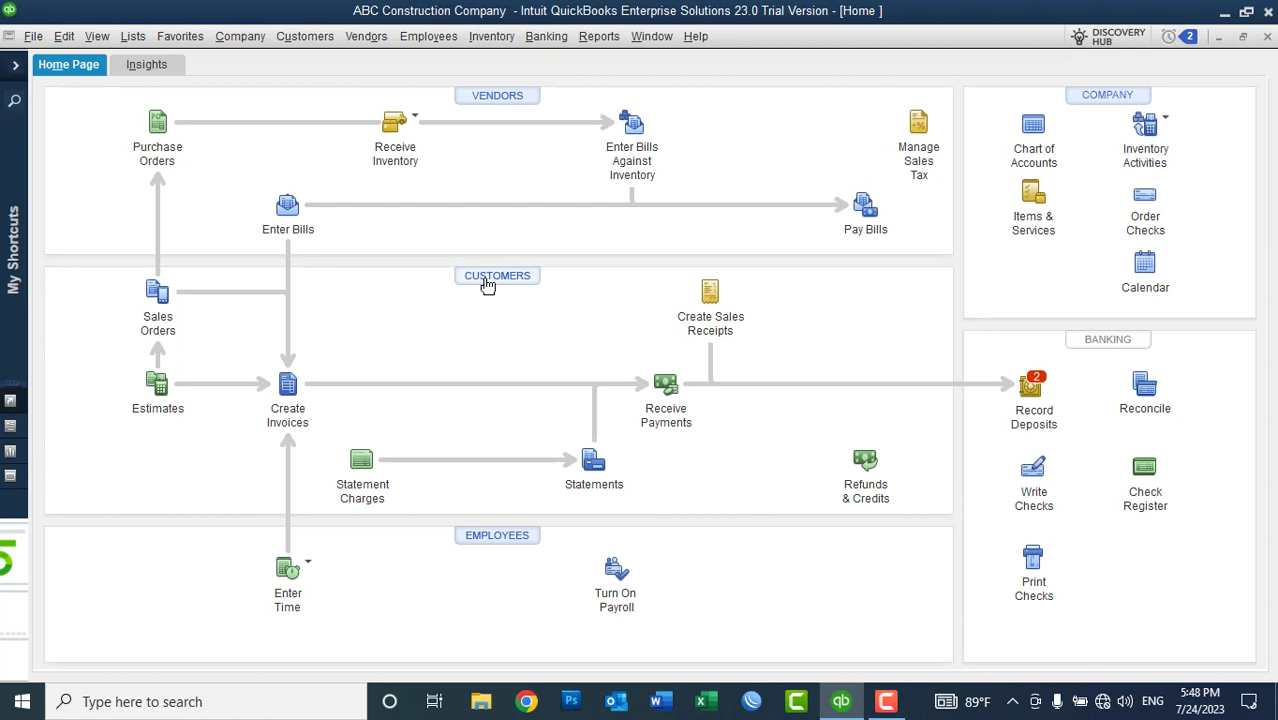 ABC Construction Company - Intuit QuickBooks Enterprise Solutions 23.0 Trial Version - [Home ]
File Edit View Lists Favorites Company Customers Vendors Employees Inventory Banking Reports Window Help
DISCOVERY
HUB
2
Home Page
Insights
My Shortcuts
VENDORS
Purchase
Orders
Receive
Inventory
Enter Bills
Against
Inventory
Manage
Sales
Tax
Enter Bills
Pay Bills
CUSTOMERS
Sales
Orders
Create Sales
Receipts
Estimates
Create
Invoices
Receive
Payments
Statement
Charges
Statements
Refunds
& Credits
EMPLOYEES
Enter
Time
Turn On
Payroll
COMPANY
Chart of
Accounts
Inventory
Activities
Items &
Services
Order
Checks
Calendar
BANKING
2
Record
Deposits
Reconcile
Write
Checks
Check
Register
Print
Checks
Type here to search
89°F
ENG
5:48 PM
7/24/2023